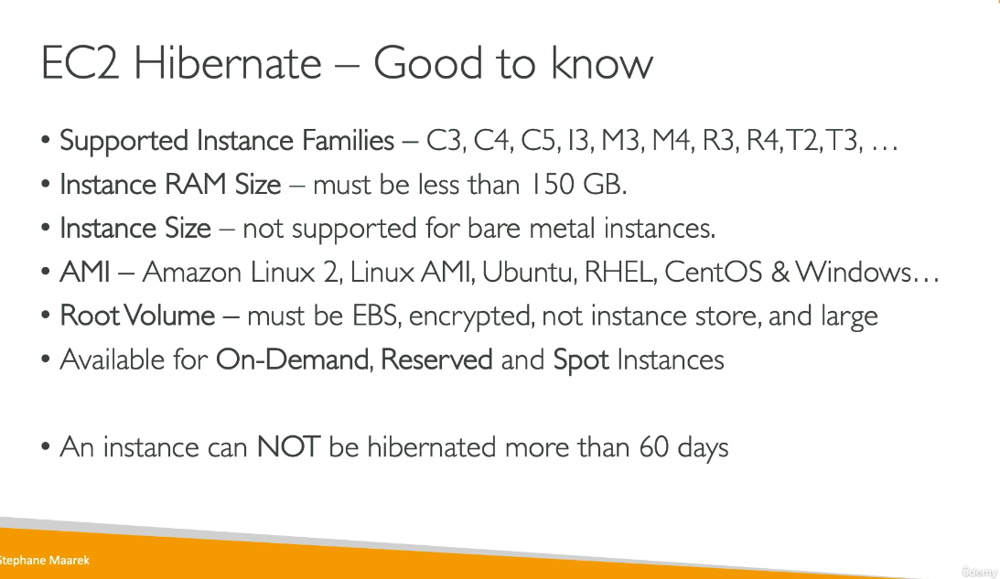 EC2 Hibernate – Good to know
• Supported Instance Families – C3, C4, C5, I3, M3, M4, R3, R4, T2, T3, …
• Instance RAM Size – must be less than 150 GB.
• Instance Size – not supported for bare metal instances.
• AMI – Amazon Linux 2, Linux AMI, Ubuntu, RHEL, CentOS & Windows…
• Root Volume – must be EBS, encrypted, not instance store, and large
• Available for On-Demand, Reserved and Spot Instances
• An instance can NOT be hibernated more than 60 days
Stephane Maarek
ûdemy